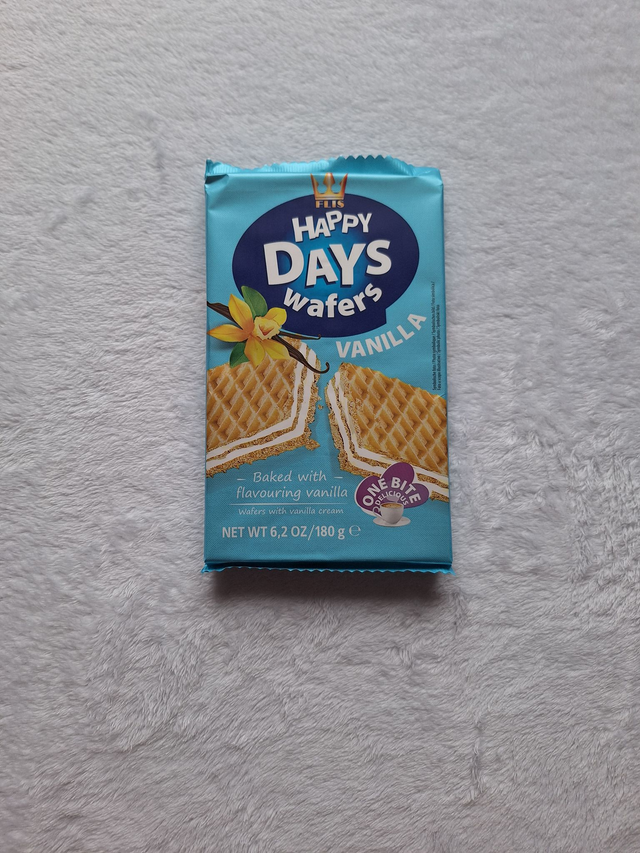 FLIS
HAPPY
DAYS
wafers
VANILLA
Baked with
flavouring vanilla
Wafers with vanilla cream
ONE BITE
DELICIOUS
NET WT 6,2 OZ/180 g ℮